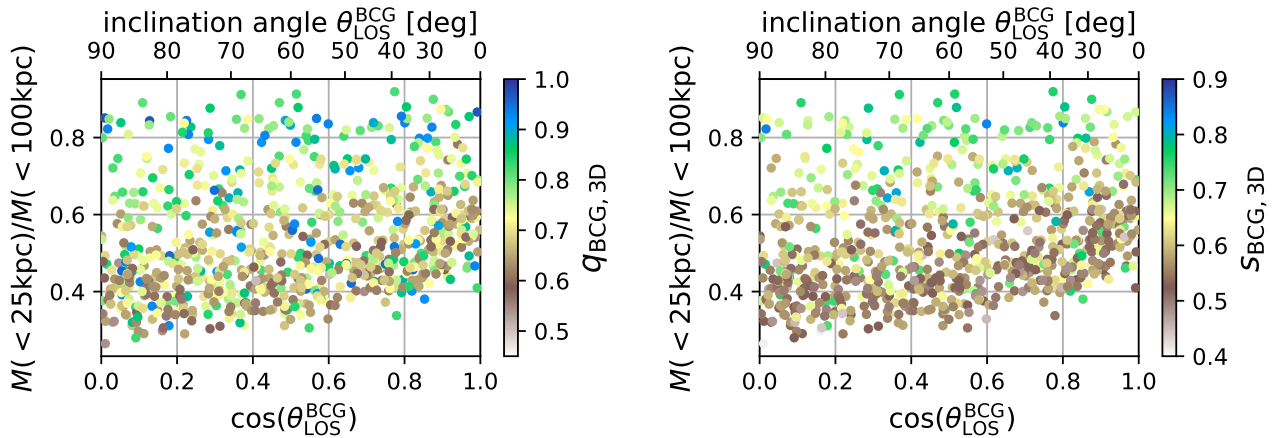 inclination angle θ_LOS^BCG [deg]
90 80 70 60 50 40 30 0
M(<25kpc)/M(<100kpc)
0.8
0.6
0.4
0.0 0.2 0.4 0.6 0.8 1.0
cos(θ_LOS^BCG)
1.0
0.9
0.8
0.7
0.6
0.5
q_BCG, 3D
inclination angle θ_LOS^BCG [deg]
90 80 70 60 50 40 30 0
M(<25kpc)/M(<100kpc)
0.8
0.6
0.4
0.0 0.2 0.4 0.6 0.8 1.0
cos(θ_LOS^BCG)
0.9
0.8
0.7
0.6
0.5
0.4
s_BCG, 3D